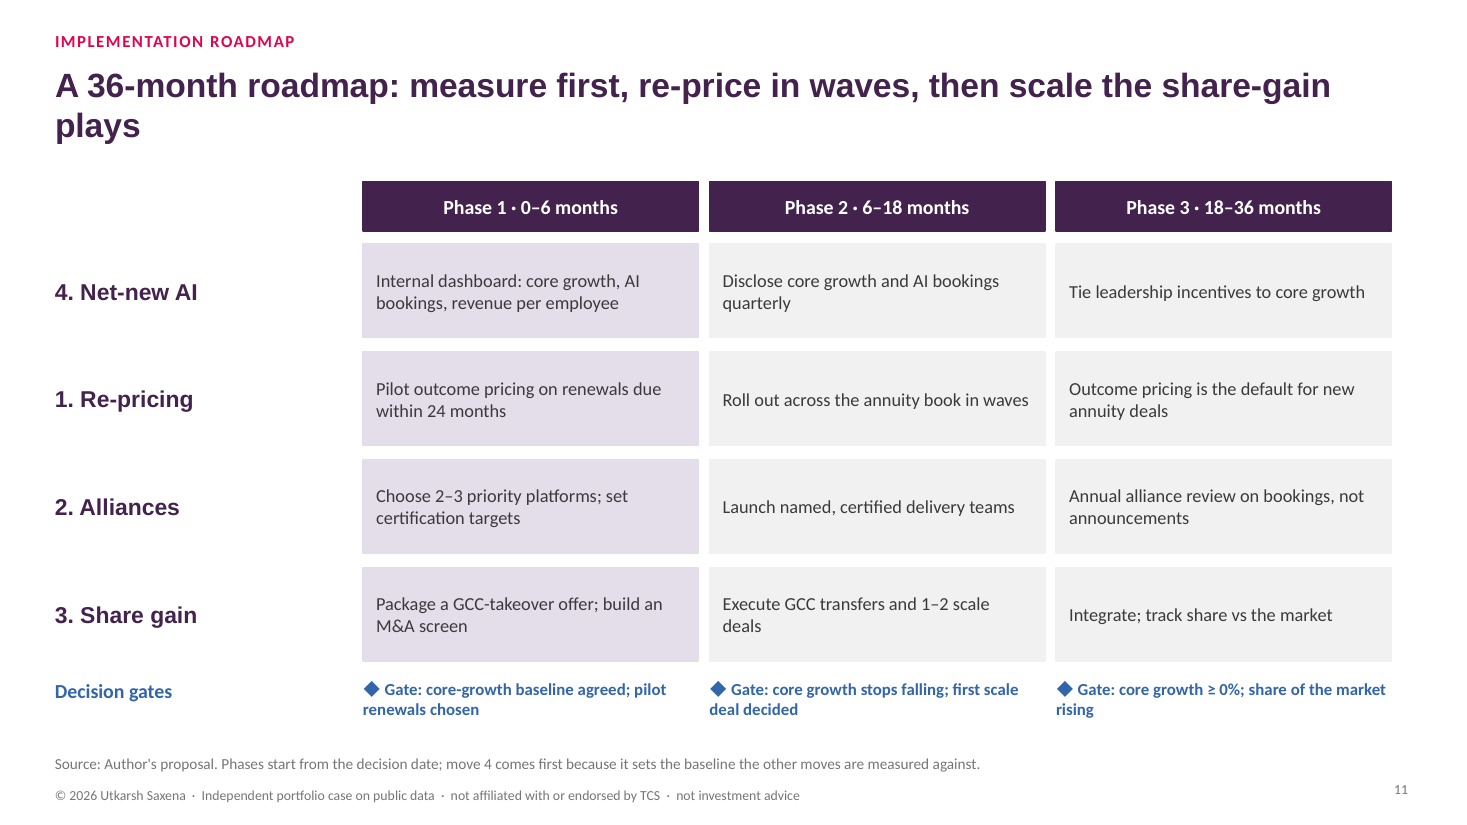 IMPLEMENTATION ROADMAP
A 36-month roadmap: measure first, re-price in waves, then scale the share-gain
plays
Phase 1 · 0–6 months
Phase 2 · 6–18 months
Phase 3 · 18–36 months
4. Net-new AI
Internal dashboard: core growth, AI
bookings, revenue per employee
Disclose core growth and AI bookings
quarterly
Tie leadership incentives to core growth
1. Re-pricing
Pilot outcome pricing on renewals due
within 24 months
Roll out across the annuity book in waves
Outcome pricing is the default for new
annuity deals
2. Alliances
Choose 2–3 priority platforms; set
certification targets
Launch named, certified delivery teams
Annual alliance review on bookings, not
announcements
3. Share gain
Package a GCC-takeover offer; build an
M&A screen
Execute GCC transfers and 1–2 scale
deals
Integrate; track share vs the market
Decision gates
◆ Gate: core-growth baseline agreed; pilot
renewals chosen
◆ Gate: core growth stops falling; first scale
deal decided
◆ Gate: core growth ≥ 0%; share of the market
rising
Source: Author's proposal. Phases start from the decision date; move 4 comes first because it sets the baseline the other moves are measured against.
© 2026 Utkarsh Saxena · Independent portfolio case on public data · not affiliated with or endorsed by TCS · not investment advice
11